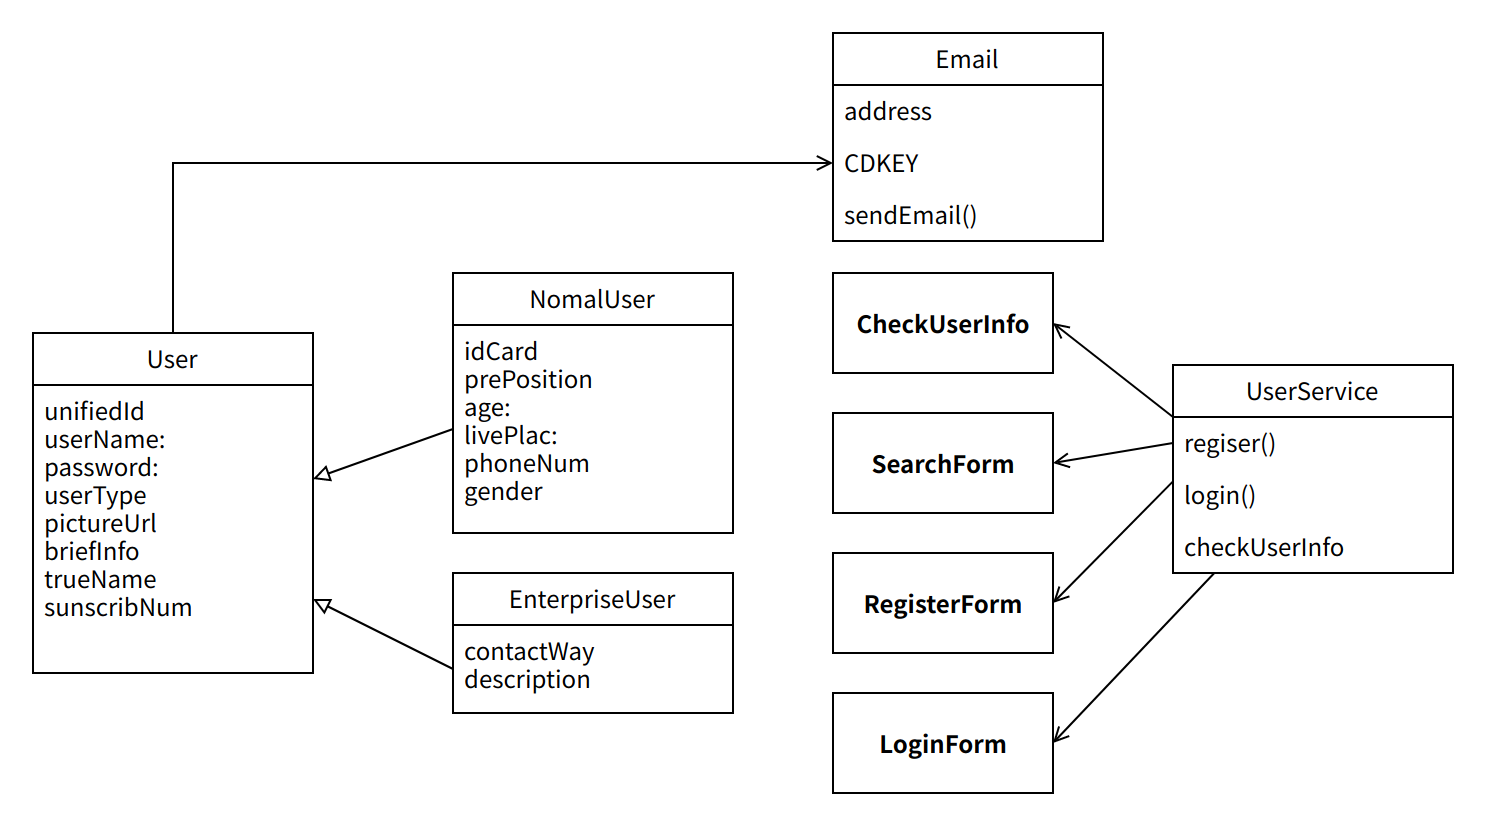 Email
address
CDKEY
sendEmail()
NomalUser
idCard
prePosition
age:
livePlac:
phoneNum
gender
User
unifiedId
userName:
password:
userType
pictureUrl
briefInfo
trueName
sunscribNum
EnterpriseUser
contactWay
description
CheckUserInfo
SearchForm
RegisterForm
LoginForm
UserService
regiser()
login()
checkUserInfo